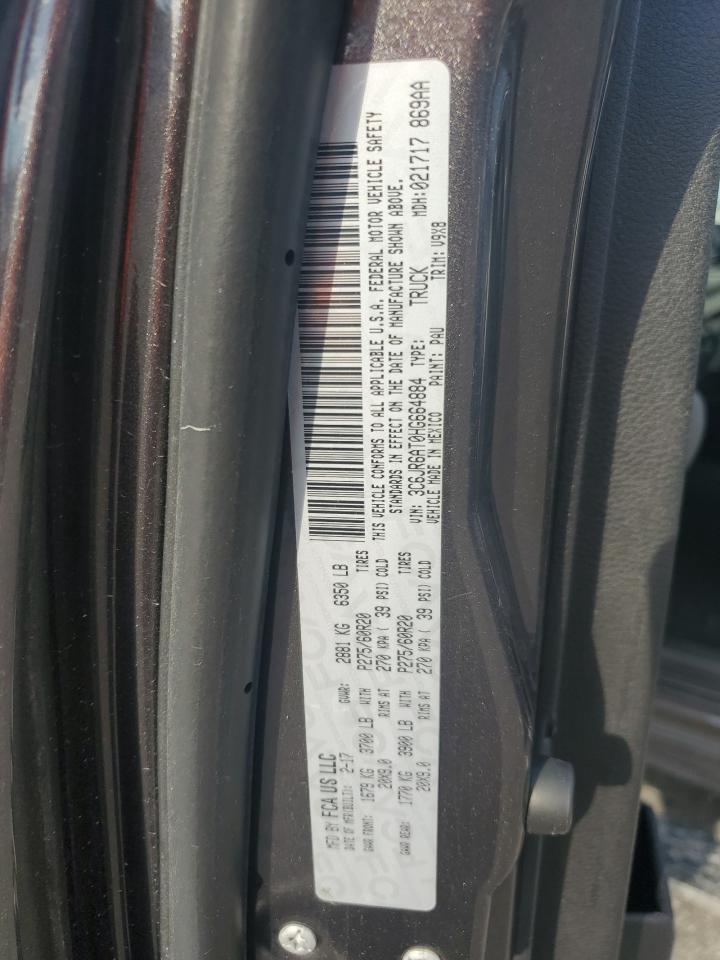 MFD BY FCA US LLC
DATE OF MFR(BUILT): 2-17 GVWR: 2881 KG 6350 LB
GAWR FRONT: 1679 KG 3700 LB WITH P275/60R20 TIRES
20X9.0 RIMS AT 270 KPA ( 39 PSI) COLD
GAWR REAR: 1770 KG 3900 LB WITH P275/60R20 TIRES
20X9.0 RIMS AT 270 KPA ( 39 PSI) COLD
THIS VEHICLE CONFORMS TO ALL APPLICABLE U.S.A. FEDERAL MOTOR VEHICLE SAFETY
STANDARDS IN EFFECT ON THE DATE OF MANUFACTURE SHOWN ABOVE.
VIN: 3C6JR6AT0HG664884 TYPE: TRUCK MDH:021717 869AA
VEHICLE MADE IN MEXICO PAINT: PAU TRIM: V9X8